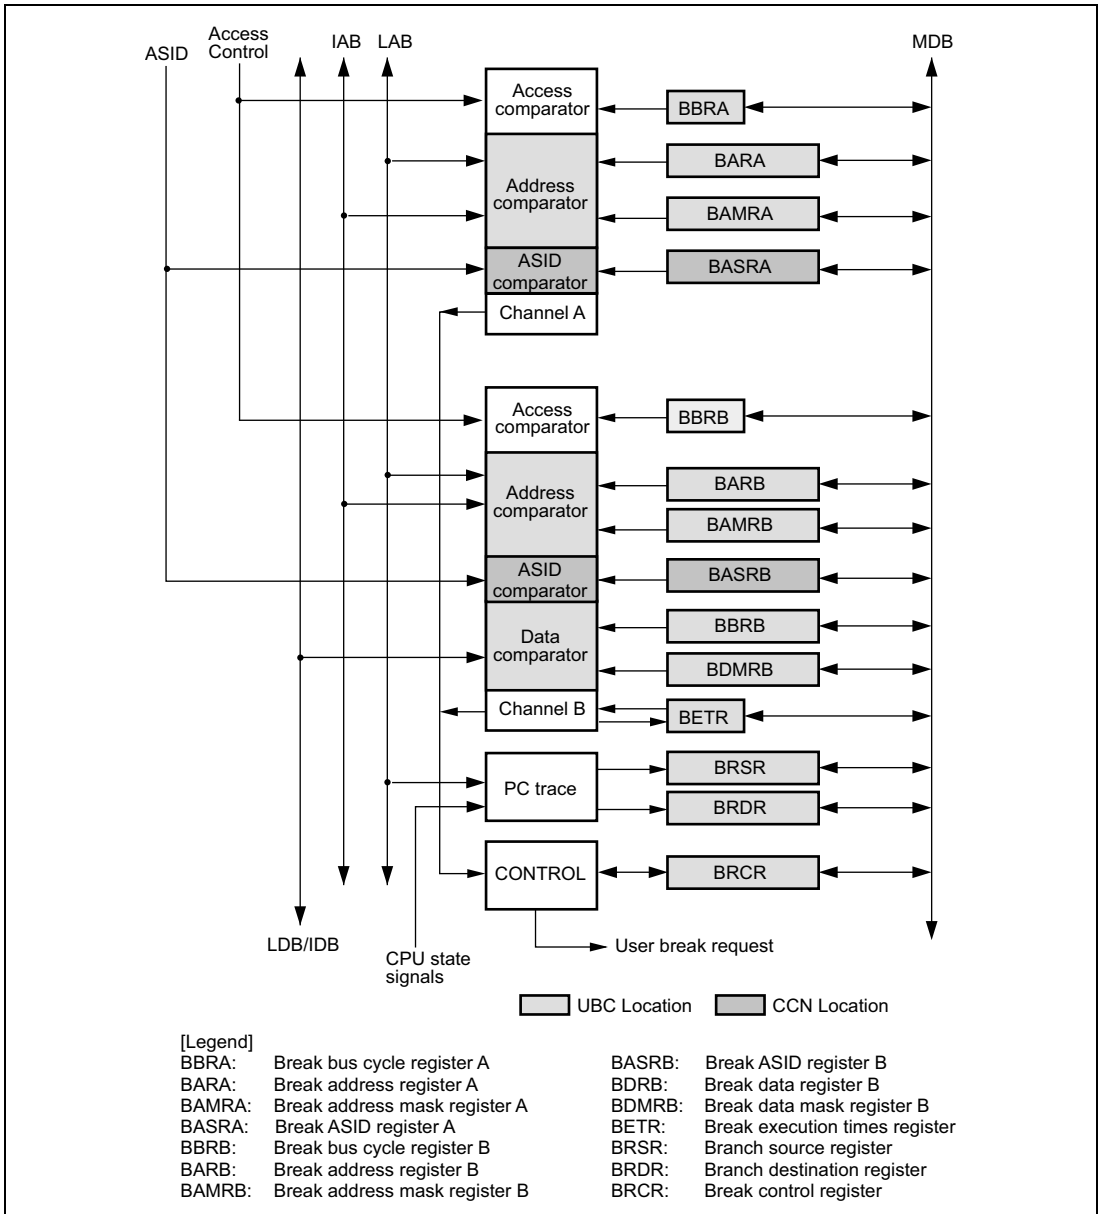 ASID
Access
Control
IAB
LAB
MDB
Access
comparator
BBRA
BARA
Address
comparator
BAMRA
ASID
comparator
BASRA
Channel A
Access
comparator
BBRB
BARB
Address
comparator
BAMRB
ASID
comparator
BASRB
BBRB
Data
comparator
BDMRB
Channel B
BETR
BRSR
PC trace
BRDR
CONTROL
BRCR
LDB/IDB
CPU state
signals
User break request
UBC Location
CCN Location
[Legend]
BBRA: Break bus cycle register A
BARA: Break address register A
BAMRA: Break address mask register A
BASRA: Break ASID register A
BBRB: Break bus cycle register B
BARB: Break address register B
BAMRB: Break address mask register B
BASRB: Break ASID register B
BDRB: Break data register B
BDMRB: Break data mask register B
BETR: Break execution times register
BRSR: Branch source register
BRDR: Branch destination register
BRCR: Break control register